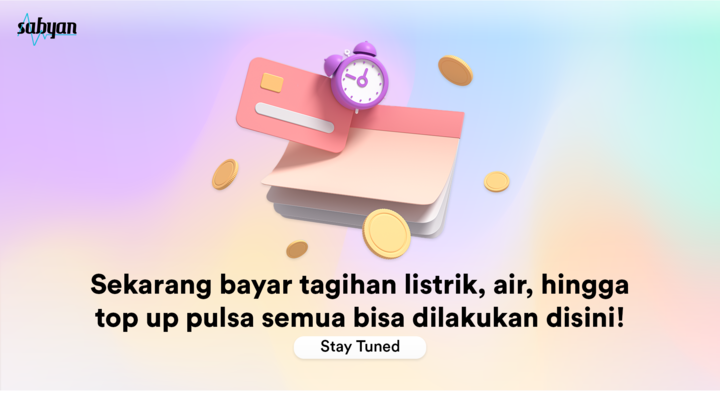 sabyan
Sekarang bayar tagihan listrik, air, hingga
top up pulsa semua bisa dilakukan disini!
Stay Tuned